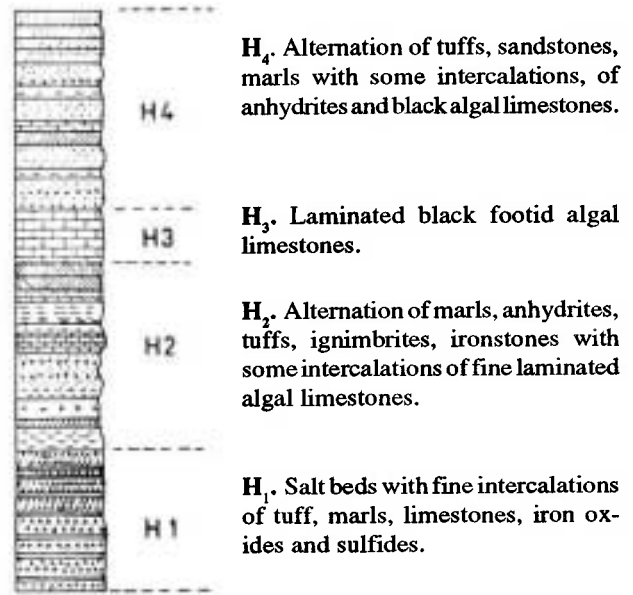 H4
H₄. Alternation of tuffs, sandstones,
marls with some intercalations, of
anhydrites and black algal limestones.
H3
H₃. Laminated black footid algal
limestones.
H2
H₂. Alternation of marls, anhydrites,
tuffs, ignimbrites, ironstones with
some intercalations of fine laminated
algal limestones.
H1
H₁. Salt beds with fine intercalations
of tuff, marls, limestones, iron ox-
ides and sulfides.